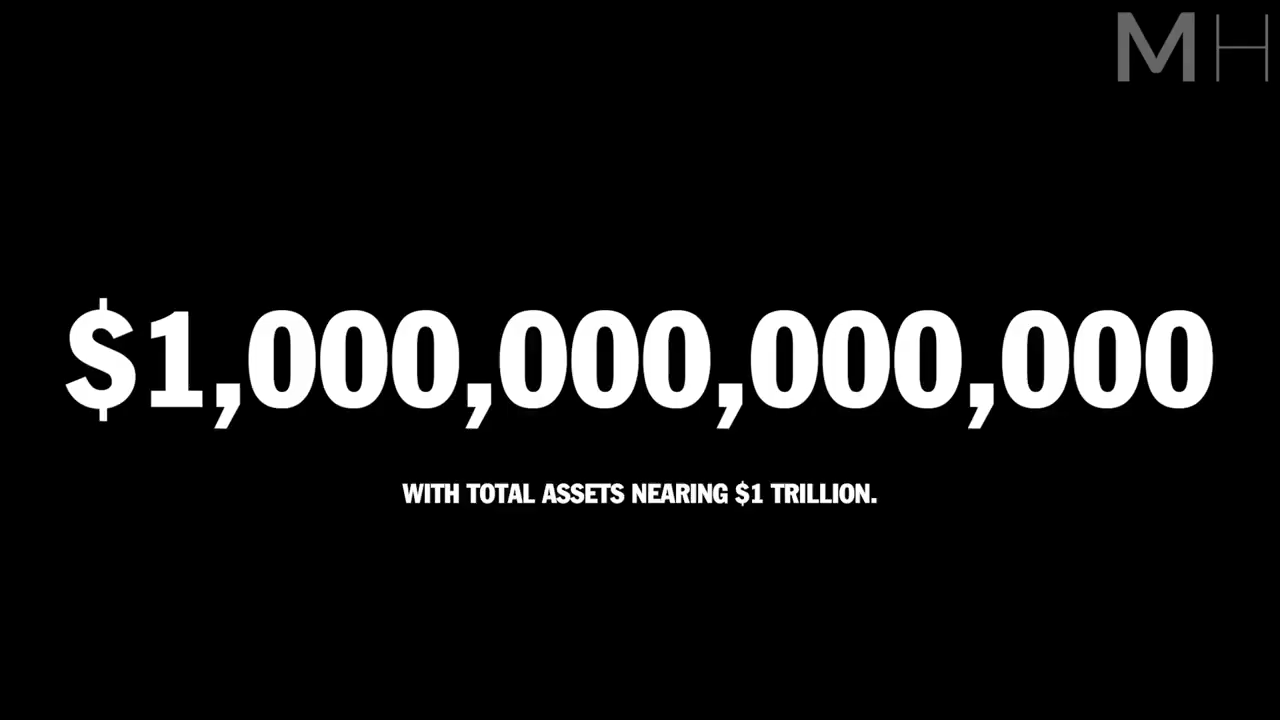 MH
$1,000,000,000,000
WITH TOTAL ASSETS NEARING $1 TRILLION.